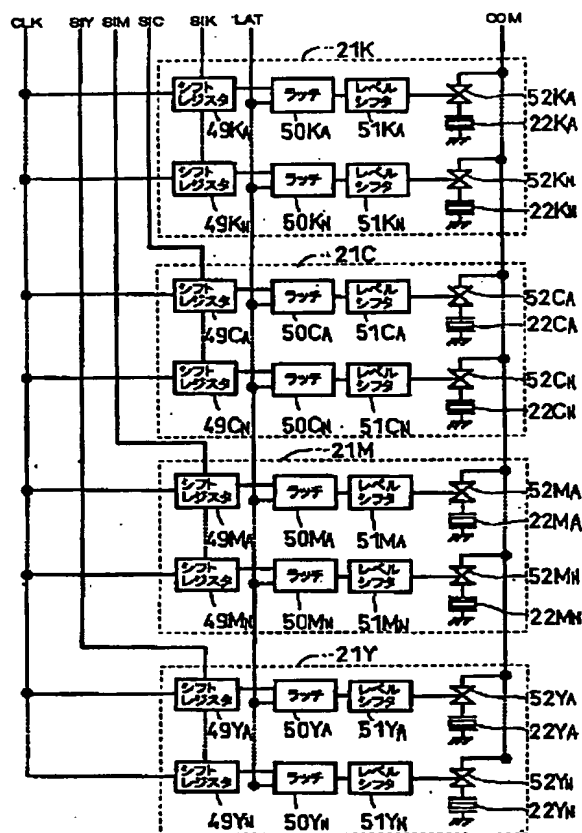 CLK SIY SIM SIC SIK LAT COM
21K
シフト
レジスタ
ラッチ
レベル
シフタ
52KA
49KA
50KA
51KA
22KA
シフト
レジスタ
ラッチ
レベル
シフタ
52KN
49KN
50KN
51KN
22KN
21C
シフト
レジスタ
ラッチ
レベル
シフタ
52CA
49CA
50CA
51CA
22CA
シフト
レジスタ
ラッチ
レベル
シフタ
52CN
49CN
50CN
51CN
22CN
21M
シフト
レジスタ
ラッチ
レベル
シフタ
52MA
49MA
50MA
51MA
22MA
シフト
レジスタ
ラッチ
レベル
シフタ
52MN
49MN
50MN
51MN
22MN
21Y
シフト
レジスタ
ラッチ
レベル
シフタ
52YA
49YA
50YA
51YA
22YA
シフト
レジスタ
ラッチ
レベル
シフタ
52YN
49YN
50YN
51YN
22YN